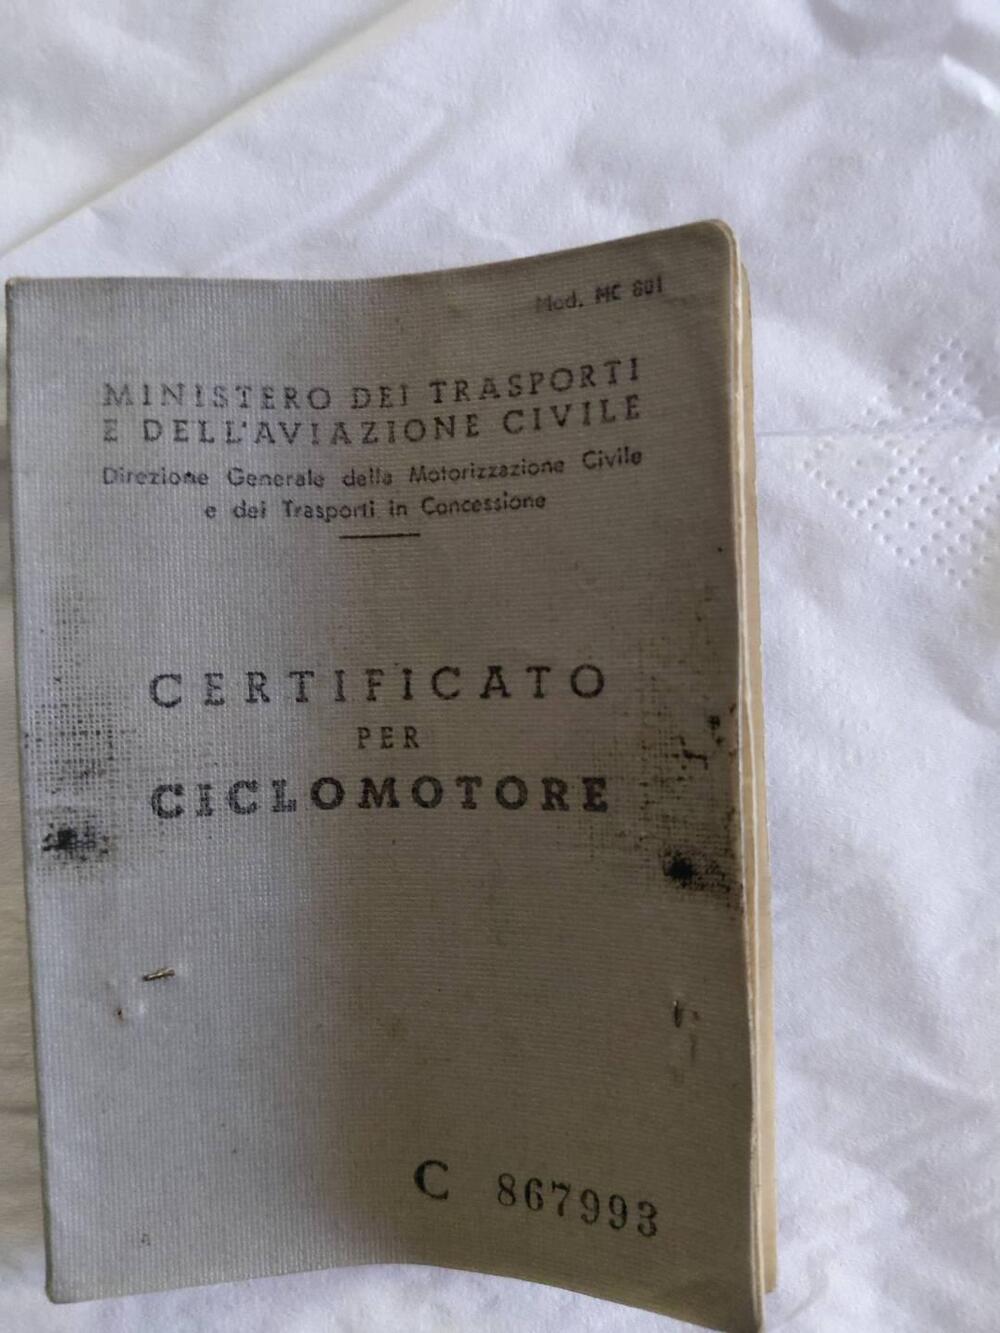 Mod. MC 801
MINISTERO DEI TRASPORTI
E DELL'AVIAZIONE CIVILE
Direzione Generale della Motorizzazione Civile
e dei Trasporti in Concessione
CERTIFICATO
PER
CICLOMOTORE
C 867993